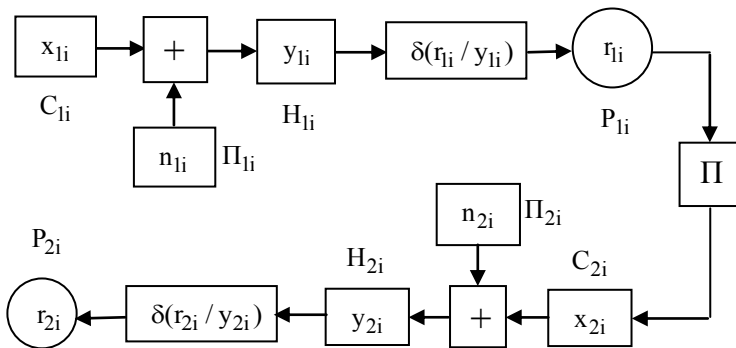 x₁ᵢ + y₁ᵢ δ(r₁ᵢ / y₁ᵢ) r₁ᵢ
C₁ᵢ H₁ᵢ P₁ᵢ
n₁ᵢ Π₁ᵢ Π
n₂ᵢ Π₂ᵢ
P₂ᵢ H₂ᵢ C₂ᵢ
r₂ᵢ δ(r₂ᵢ / y₂ᵢ) y₂ᵢ + x₂ᵢ